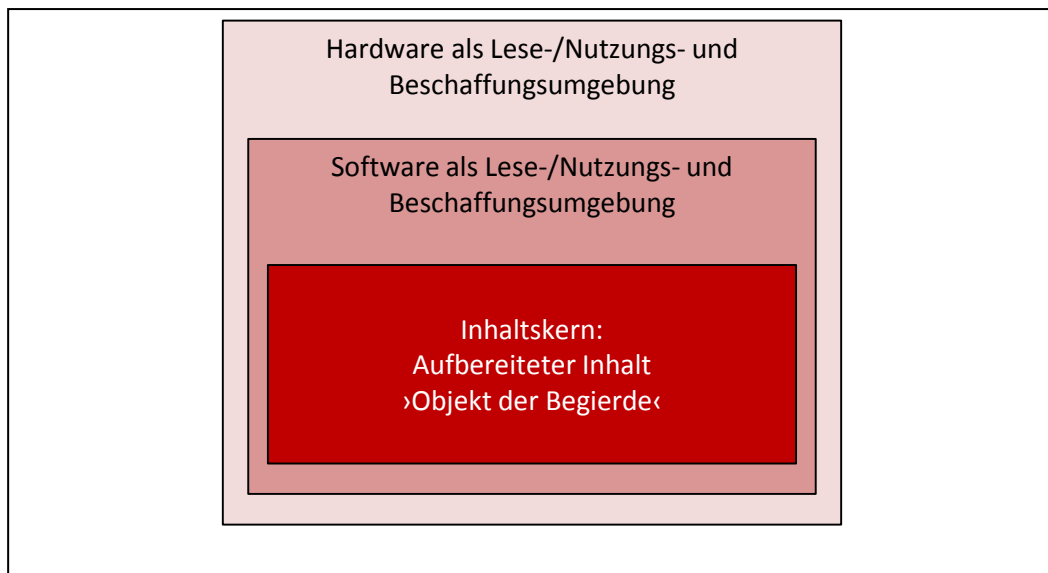 Hardware als Lese-/Nutzungs- und
Beschaffungsumgebung
Software als Lese-/Nutzungs- und
Beschaffungsumgebung
Inhaltskern:
Aufbereiteter Inhalt
›Objekt der Begierde‹